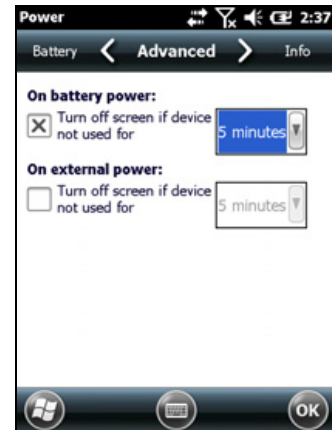 Power 2:37
Battery Advanced Info
On battery power:
Turn off screen if device
not used for
5 minutes
On external power:
Turn off screen if device
not used for
5 minutes
OK